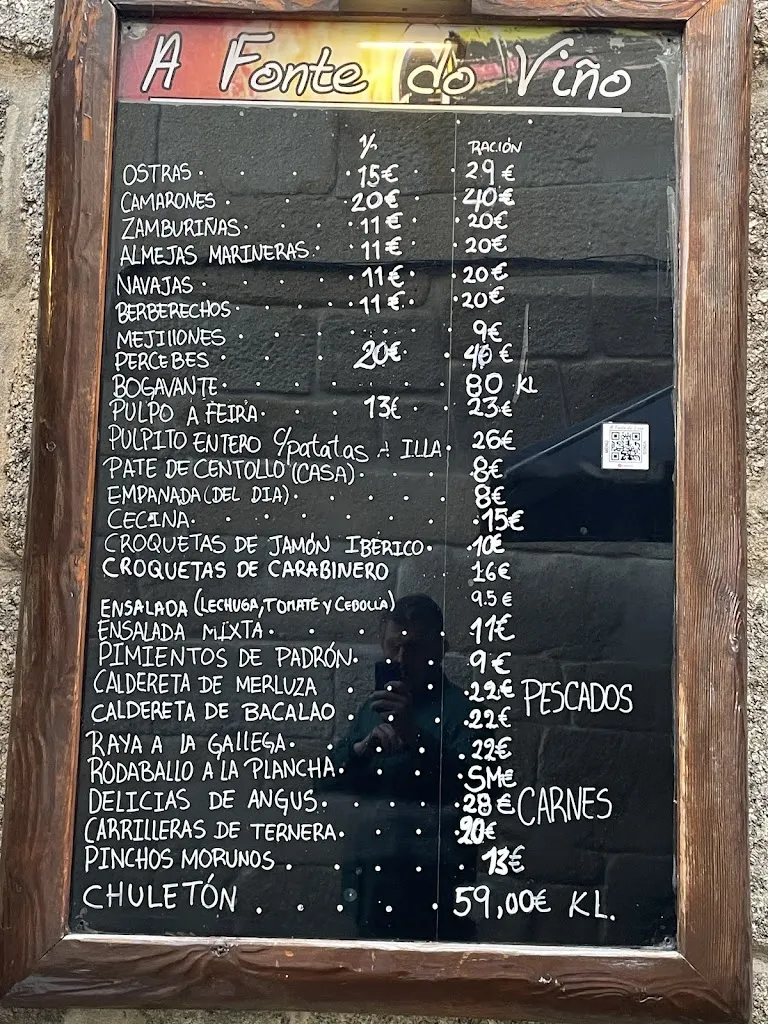 A Fonte do Viño
½ RACIÓN
OSTRAS 15€ 29€
CAMARONES 20€ 40€
ZAMBURIÑAS 11€ 20€
ALMEJAS MARINERAS 11€ 20€
NAVAJAS 11€ 20€
BERBERECHOS 11€ 20€
MEJILLONES 9€
PERCEBES 20€ 40€
BOGAVANTE 80 KL
PULPO A FEIRA 13€ 23€
PULPITO ENTERO C/patatas A ILLA 26€
PATE DE CENTOLLO (CASA) 8€
EMPANADA (DEL DIA) 8€
CECINA 15€
CROQUETAS DE JAMÓN IBERICO 10€
CROQUETAS DE CARABINERO 16€
ENSALADA (LECHUGA, TOMATE Y CEBOLLA) 9.5€
ENSALADA MIXTA 11€
PIMIENTOS DE PADRÓN 9€
CALDERETA DE MERLUZA 22€ PESCADOS
CALDERETA DE BACALAO 22€
RAYA A LA GALLEGA 22€
RODABALLO A LA PLANCHA SM€
DELICIAS DE ANGUS 28€ CARNES
CARRILLERAS DE TERNERA 20€
PINCHOS MORUNOS 13€
CHULETÓN 59,00€ KL.